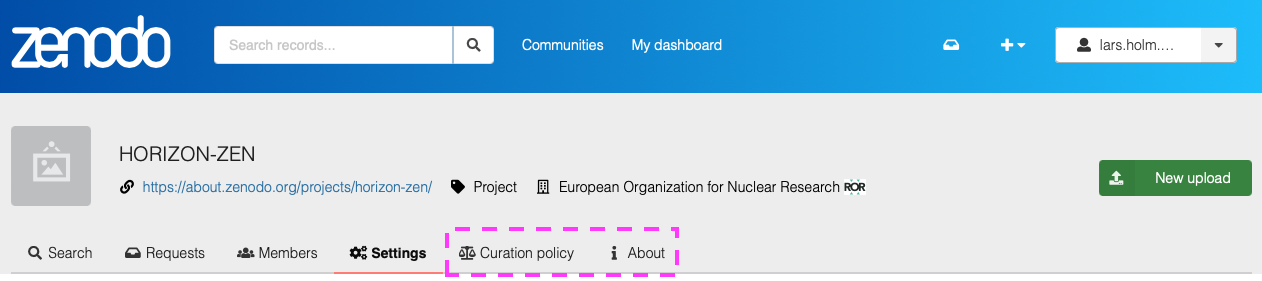 zenodo Search records... Communities My dashboard lars.holm....
HORIZON-ZEN
https://about.zenodo.org/projects/horizon-zen/ Project European Organization for Nuclear Research ROR
New upload
Search Requests Members Settings Curation policy About